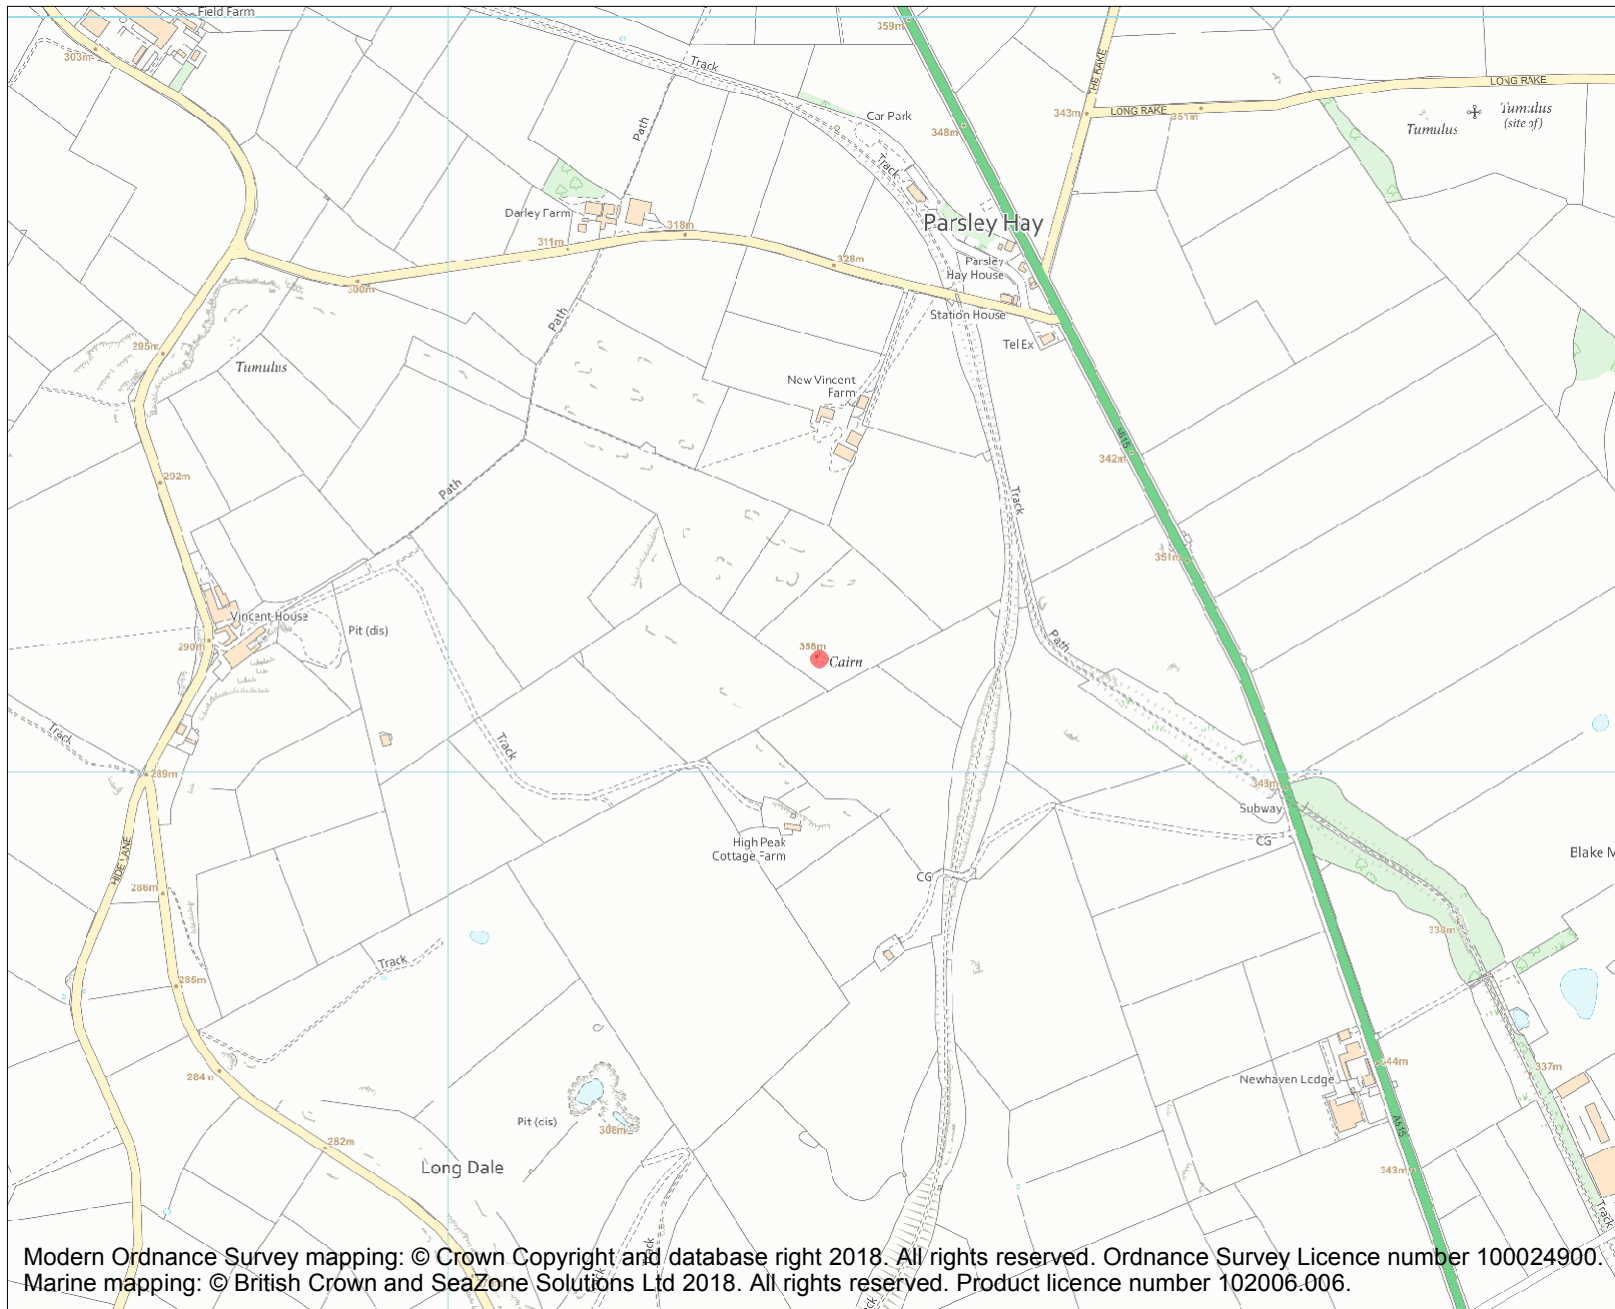 Field Farm
359m
303m
Track
THE RAKE
LONG RAKE
343m
LONG RAKE
351m
Tumulus
Tumulus
(site of)
Car Park
348m
Path
Track
Darley Farm
318m
Parsley Hay
311m
328m
Parsley
Hay House
300m
Station House
Path
295m
Tel Ex
Tumulus
New Vincent
Farm
A515
342m
292m
Path
Track
351m
Vincent House
Pit (dis)
290m
Path
Cairn
Track
Track
289m
Subway
CG
High Peak
Cottage Farm
HIDE LANE
CG
286m
Track
285m
284m
344m
Newhaven Lodge
337m
Pit (dis)
308m
282m
A515
Long Dale
343m
Track
Track
Modern Ordnance Survey mapping: © Crown Copyright and database right 2018. All rights reserved. Ordnance Survey Licence number 100024900.
Marine mapping: © British Crown and SeaZone Solutions Ltd 2018. All rights reserved. Product licence number 102006.006.